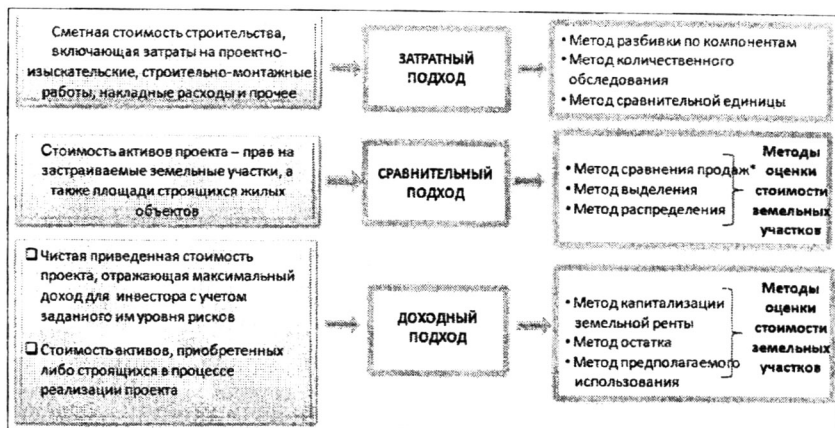 Сметная стоимость строительства,
включающая затраты на проектно-
изыскательские, строительно-монтажные
работы, накладные расходы и прочее
ЗАТРАТНЫЙ
ПОДХОД
• Метод разбивки по компонентам
• Метод количественного
обследования
• Метод сравнительной единицы
Стоимость активов проекта – прав на
застраиваемые земельные участки, а
также площади строящихся жилых
объектов
СРАВНИТЕЛЬНЫЙ
ПОДХОД
• Метод сравнения продаж*
• Метод выделения
• Метод распределения
Методы
оценки
стоимости
земельных
участков
Чистая приведенная стоимость
проекта, отражающая максимальный
доход для инвестора с учетом
заданного им уровня рисков
Стоимость активов, приобретенных
либо строящихся в процессе
реализации проекта
ДОХОДНЫЙ
ПОДХОД
• Метод капитализации
земельной ренты
• Метод остатка
• Метод предполагаемого
использования
Методы
оценки
стоимости
земельных
участков